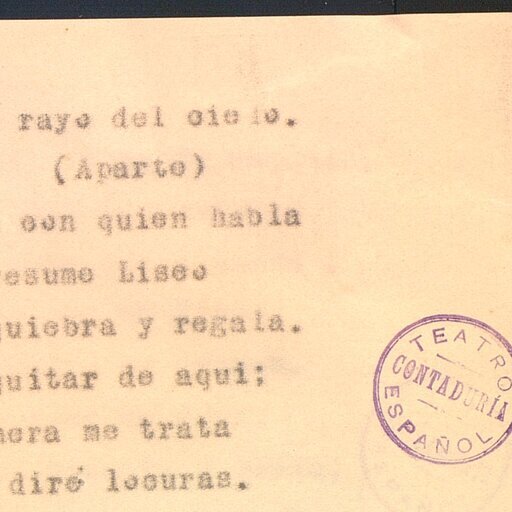 rayo del cielo.
(Aparte)
con quien habla
esume Liseo
quiebra y regala.
quitar de aqui;
nera me trata
diré locuras.
TEATRO
CONTADURÍA
ESPAÑOL